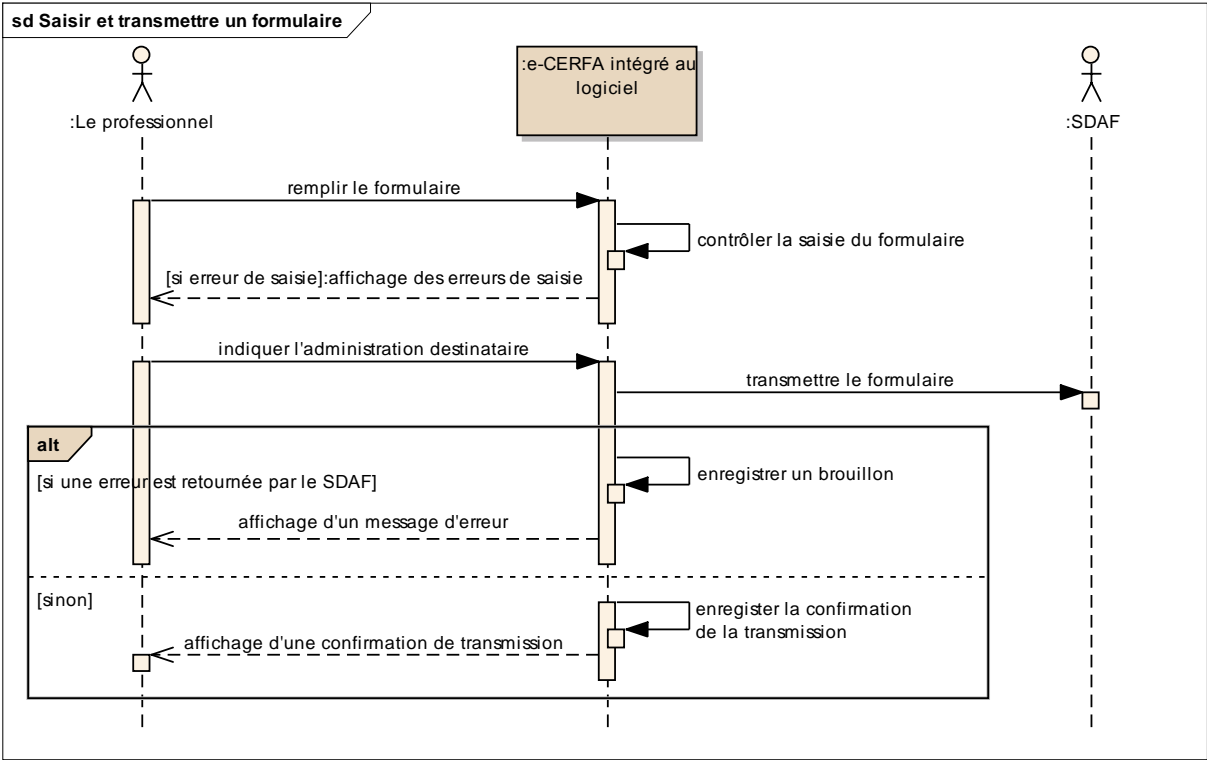 sd Saisir et transmettre un formulaire
:Le professionnel
:e-CERFA intégré au
logiciel
:SDAF
remplir le formulaire
contrôler la saisie du formulaire
[si erreur de saisie]:affichage des erreurs de saisie
indiquer l'administration destinataire
transmettre le formulaire
alt
[si une erreur est retournée par le SDAF]
enregistrer un brouillon
affichage d'un message d'erreur
[sinon]
enregister la confirmation
de la transmission
affichage d'une confirmation de transmission